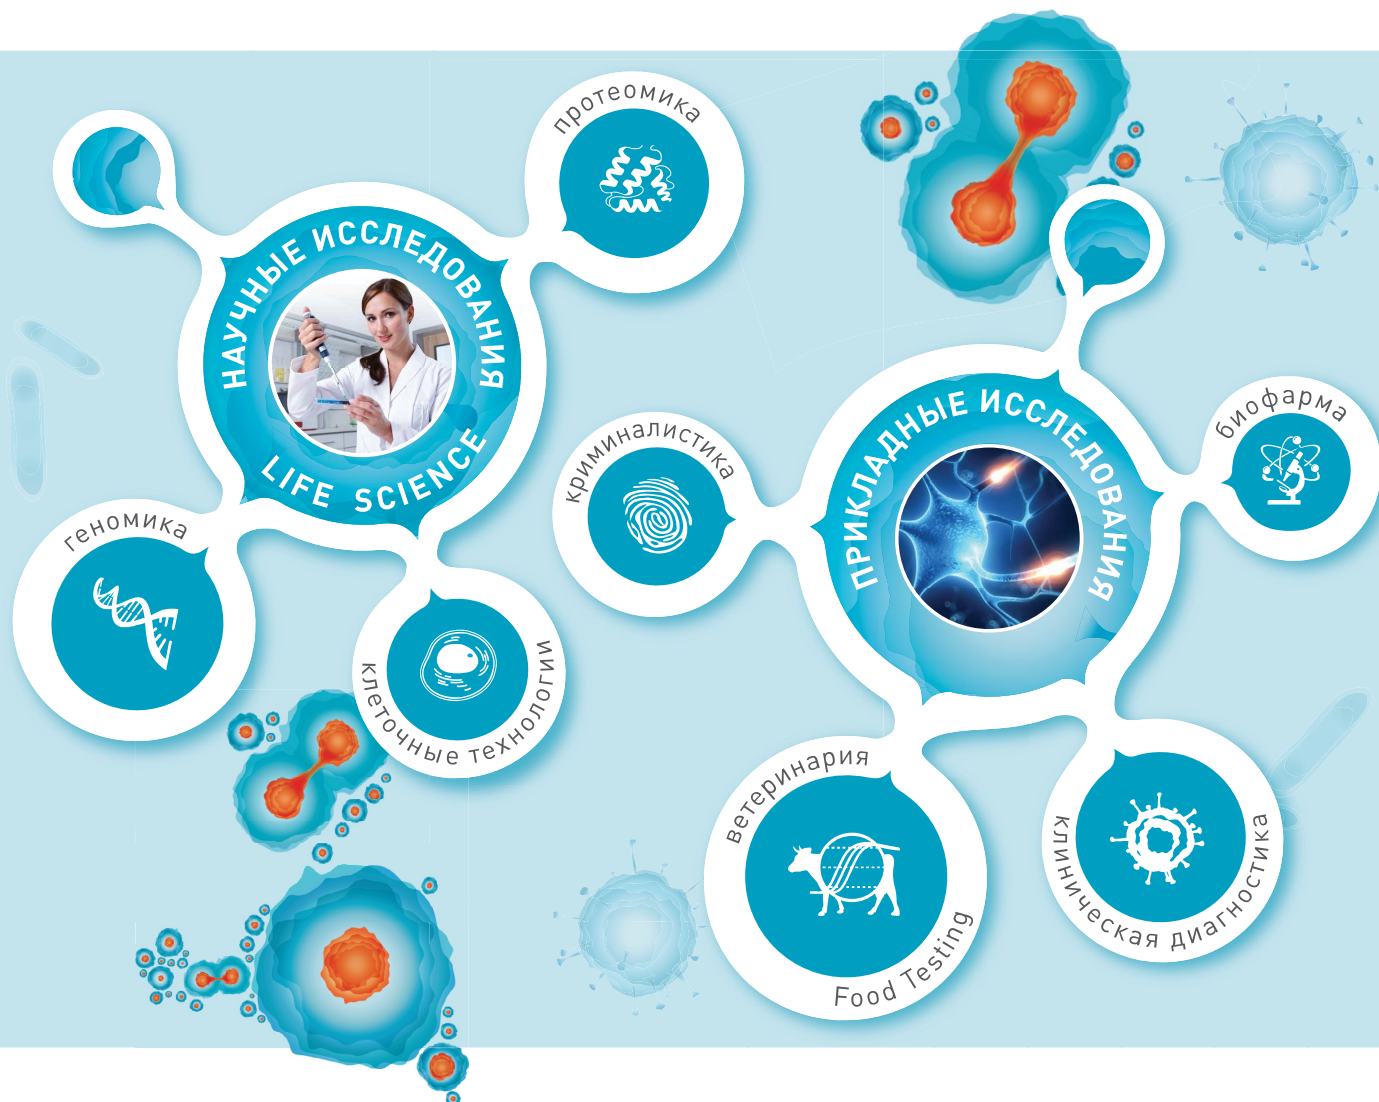 протеомика
НАУЧНЫЕ ИССЛЕДОВАНИЯ
LIFE SCIENCE
геномика
клеточные технологии
биофарма
криминалистика
ПРИКЛАДНЫЕ ИССЛЕДОВАНИЯ
ветеринария
Food Testing
клиническая диагностика